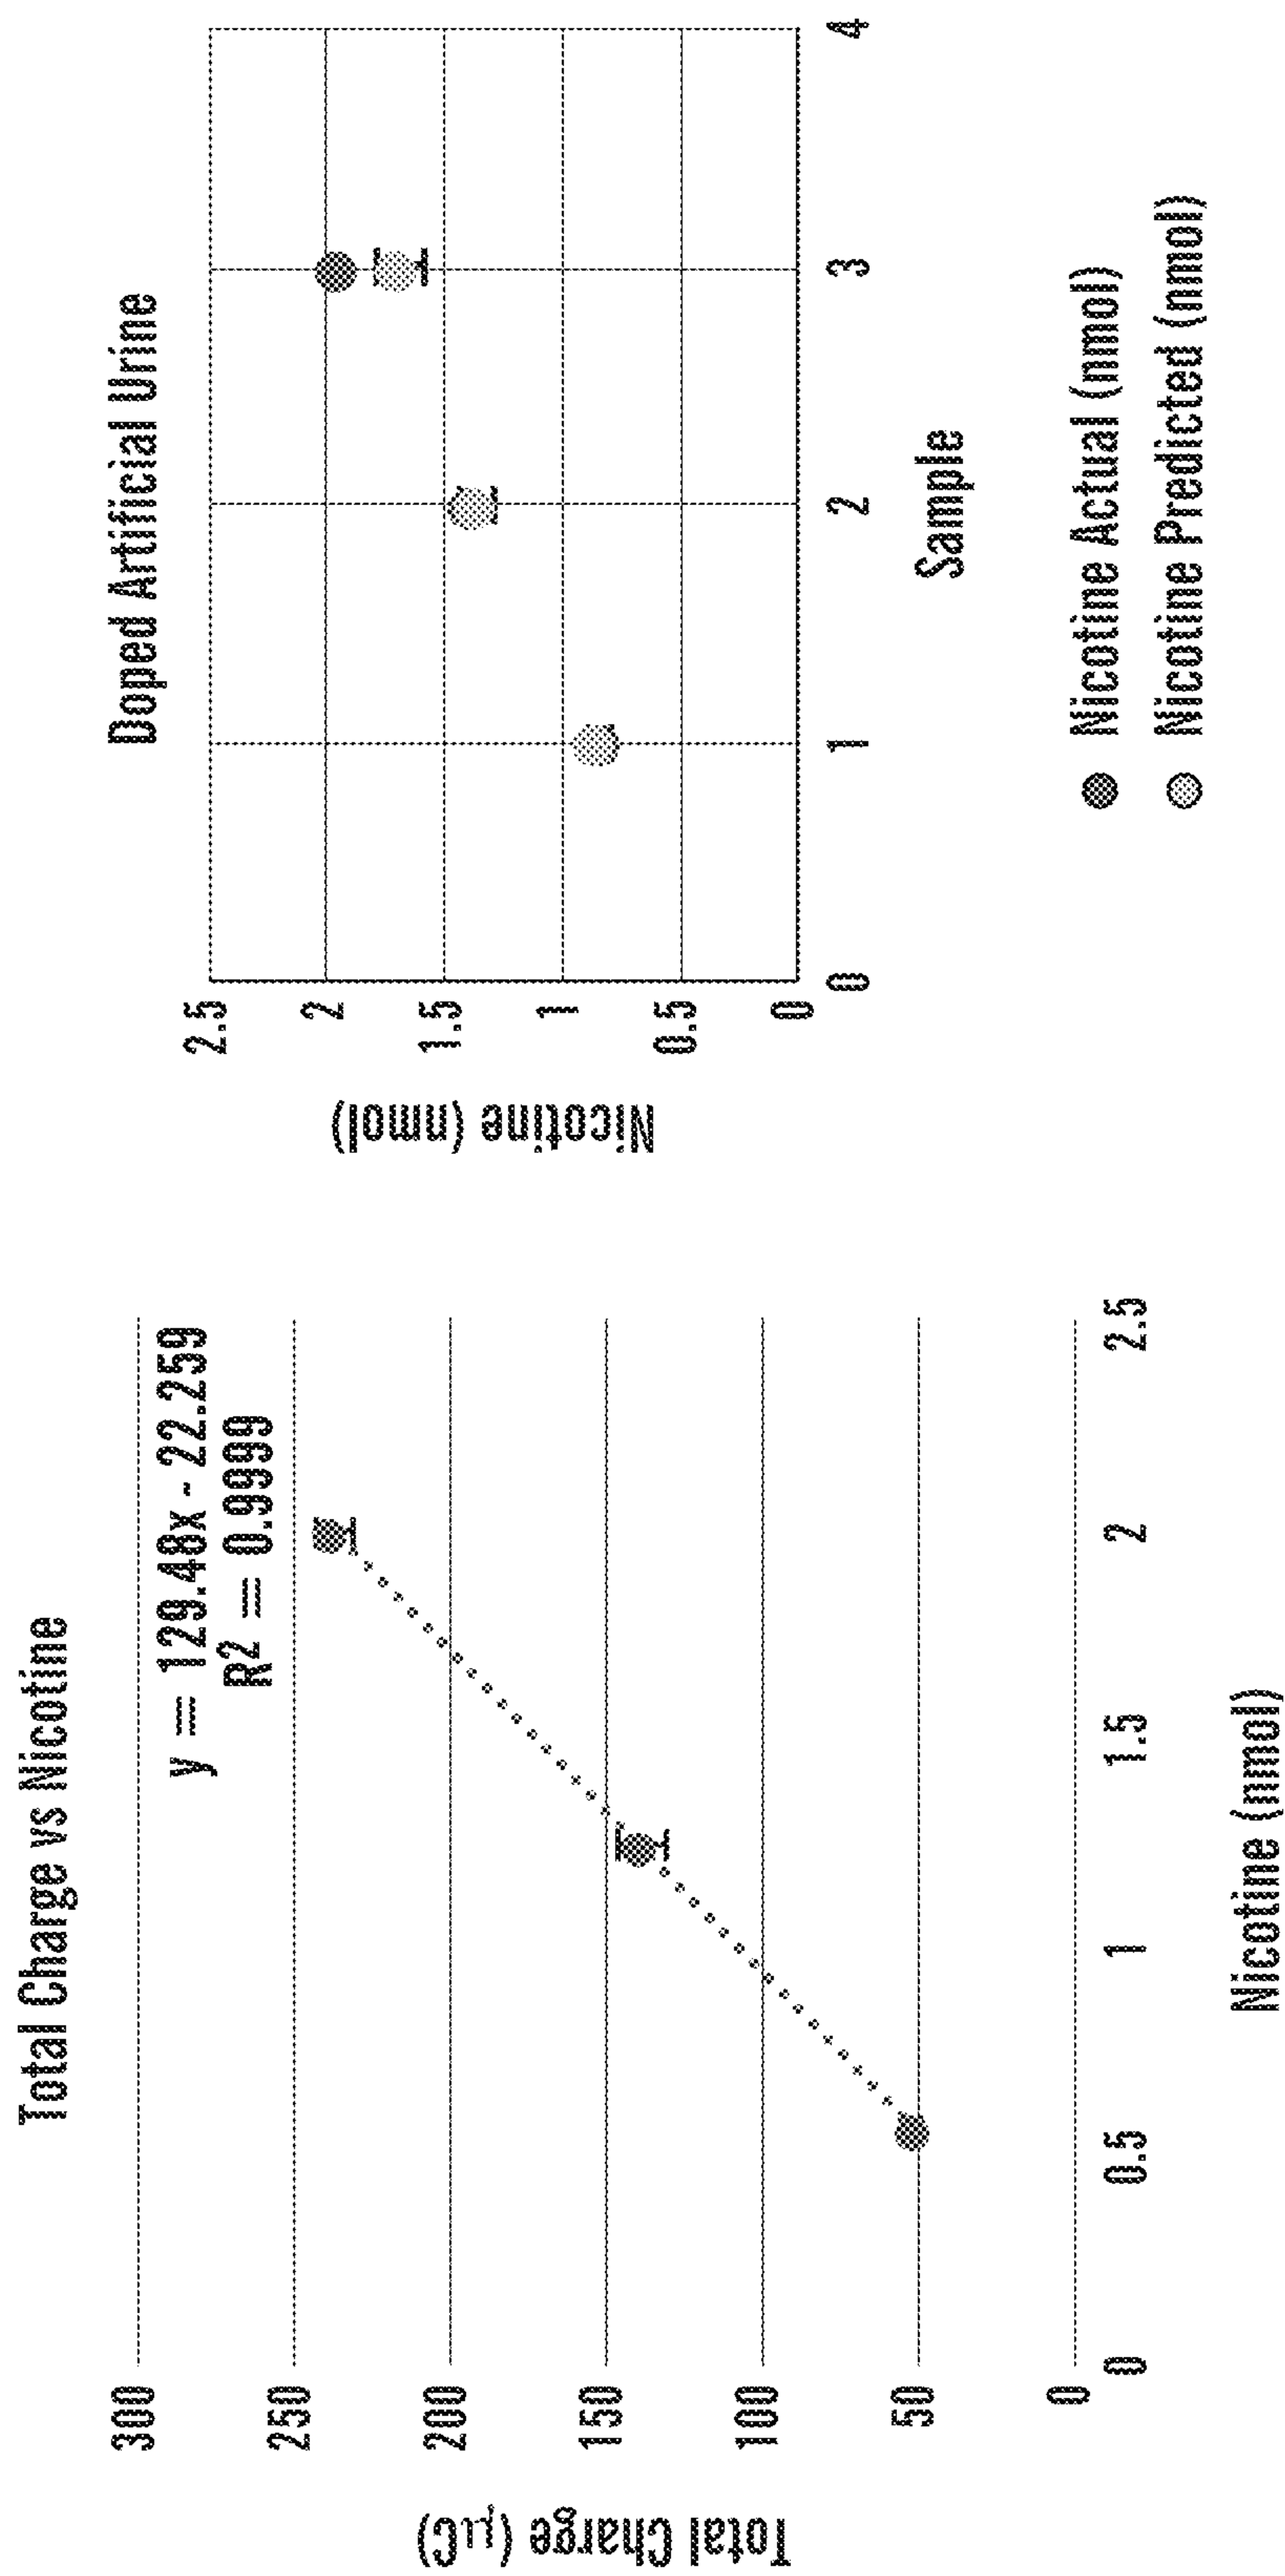 Total Charge vs Nicotine
y = 129.48x - 22.259
R² = 0.9999
300
250
200
150
100
50
0
Total Charge (μC)
0 0.5 1 1.5 2 2.5
Nicotine (nmol)
Doped Artificial Urine
2.5
2
1.5
1
0.5
0
Nicotine (nmol)
0 1 2 3 4
Sample
Nicotine Actual (nmol)
Nicotine Predicted (nmol)